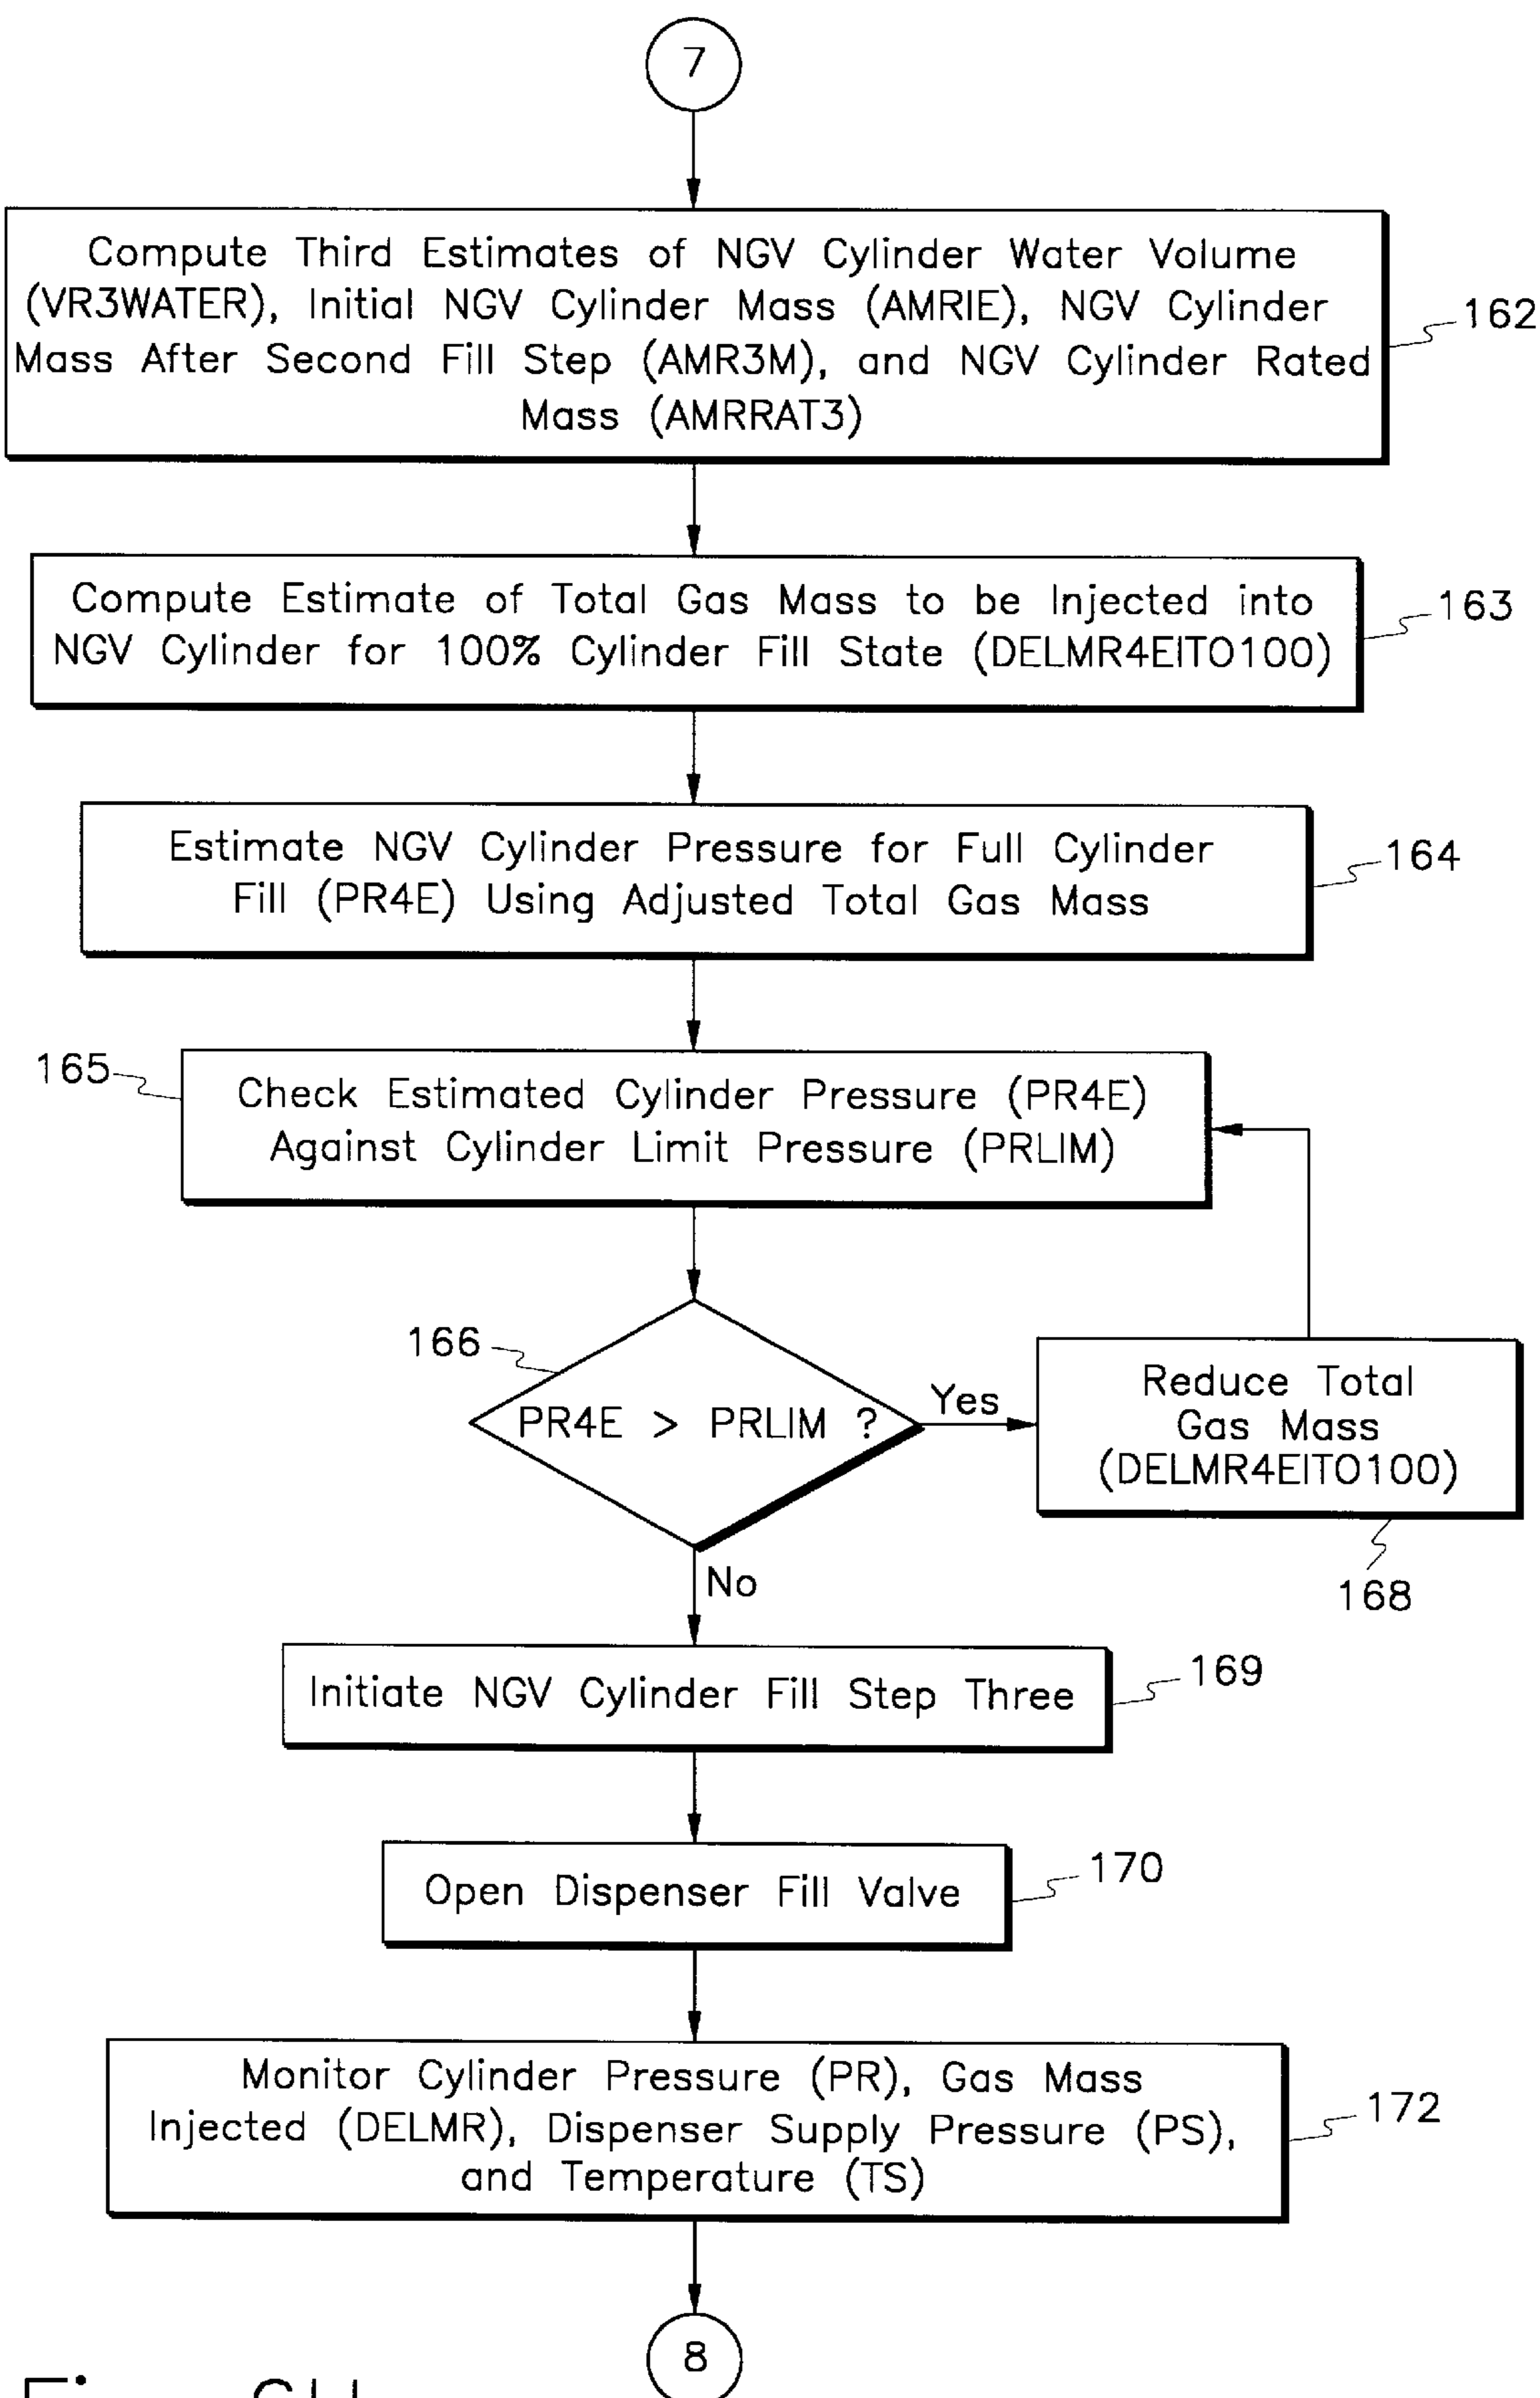 7
Compute Third Estimates of NGV Cylinder Water Volume
(VR3WATER), Initial NGV Cylinder Mass (AMRIE), NGV Cylinder
Mass After Second Fill Step (AMR3M), and NGV Cylinder Rated
Mass (AMRRAT3)
162
Compute Estimate of Total Gas Mass to be Injected into
NGV Cylinder for 100% Cylinder Fill State (DELMR4EITO100)
163
Estimate NGV Cylinder Pressure for Full Cylinder
Fill (PR4E) Using Adjusted Total Gas Mass
164
165
Check Estimated Cylinder Pressure (PR4E)
Against Cylinder Limit Pressure (PRLIM)
166
PR4E > PRLIM ?
Yes
Reduce Total
Gas Mass
(DELMR4EITO100)
168
No
Initiate NGV Cylinder Fill Step Three
169
Open Dispenser Fill Valve
170
Monitor Cylinder Pressure (PR), Gas Mass
Injected (DELMR), Dispenser Supply Pressure (PS),
and Temperature (TS)
172
8